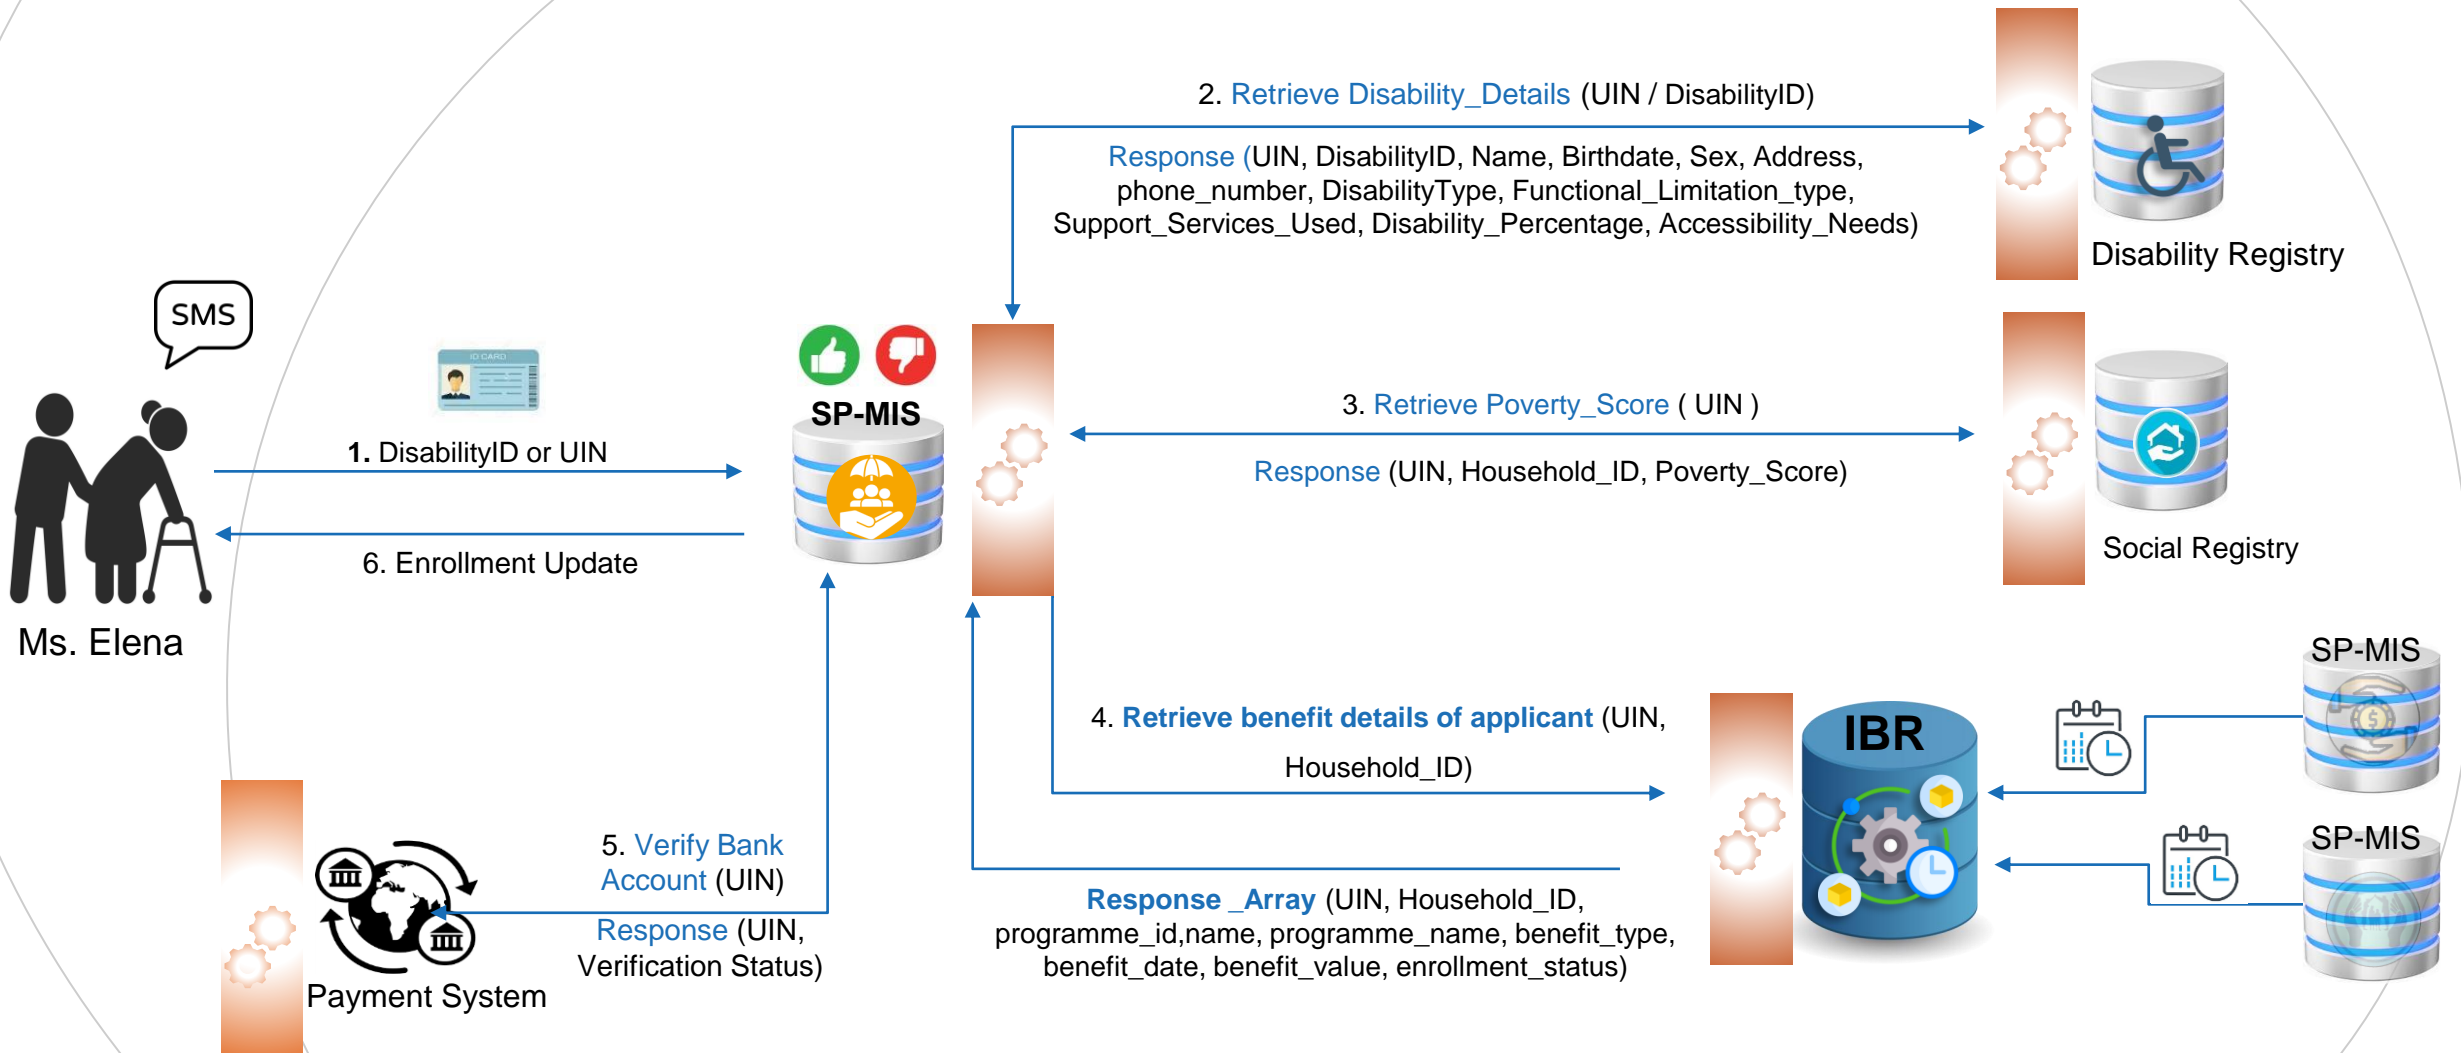 2. Retrieve Disability_Details (UIN / DisabilityID)
Response (UIN, DisabilityID, Name, Birthdate, Sex, Address,
phone_number, DisabilityType, Functional_Limitation_type,
Support_Services_Used, Disability_Percentage, Accessibility_Needs)
Disability Registry
SMS
ID CARD
SP-MIS
1. DisabilityID or UIN
6. Enrollment Update
Ms. Elena
3. Retrieve Poverty_Score ( UIN )
Response (UIN, Household_ID, Poverty_Score)
Social Registry
4. Retrieve benefit details of applicant (UIN,
Household_ID)
IBR
SP-MIS
SP-MIS
Response _Array (UIN, Household_ID,
programme_id,name, programme_name, benefit_type,
benefit_date, benefit_value, enrollment_status)
5. Verify Bank
Account (UIN)
Response (UIN,
Verification Status)
Payment System